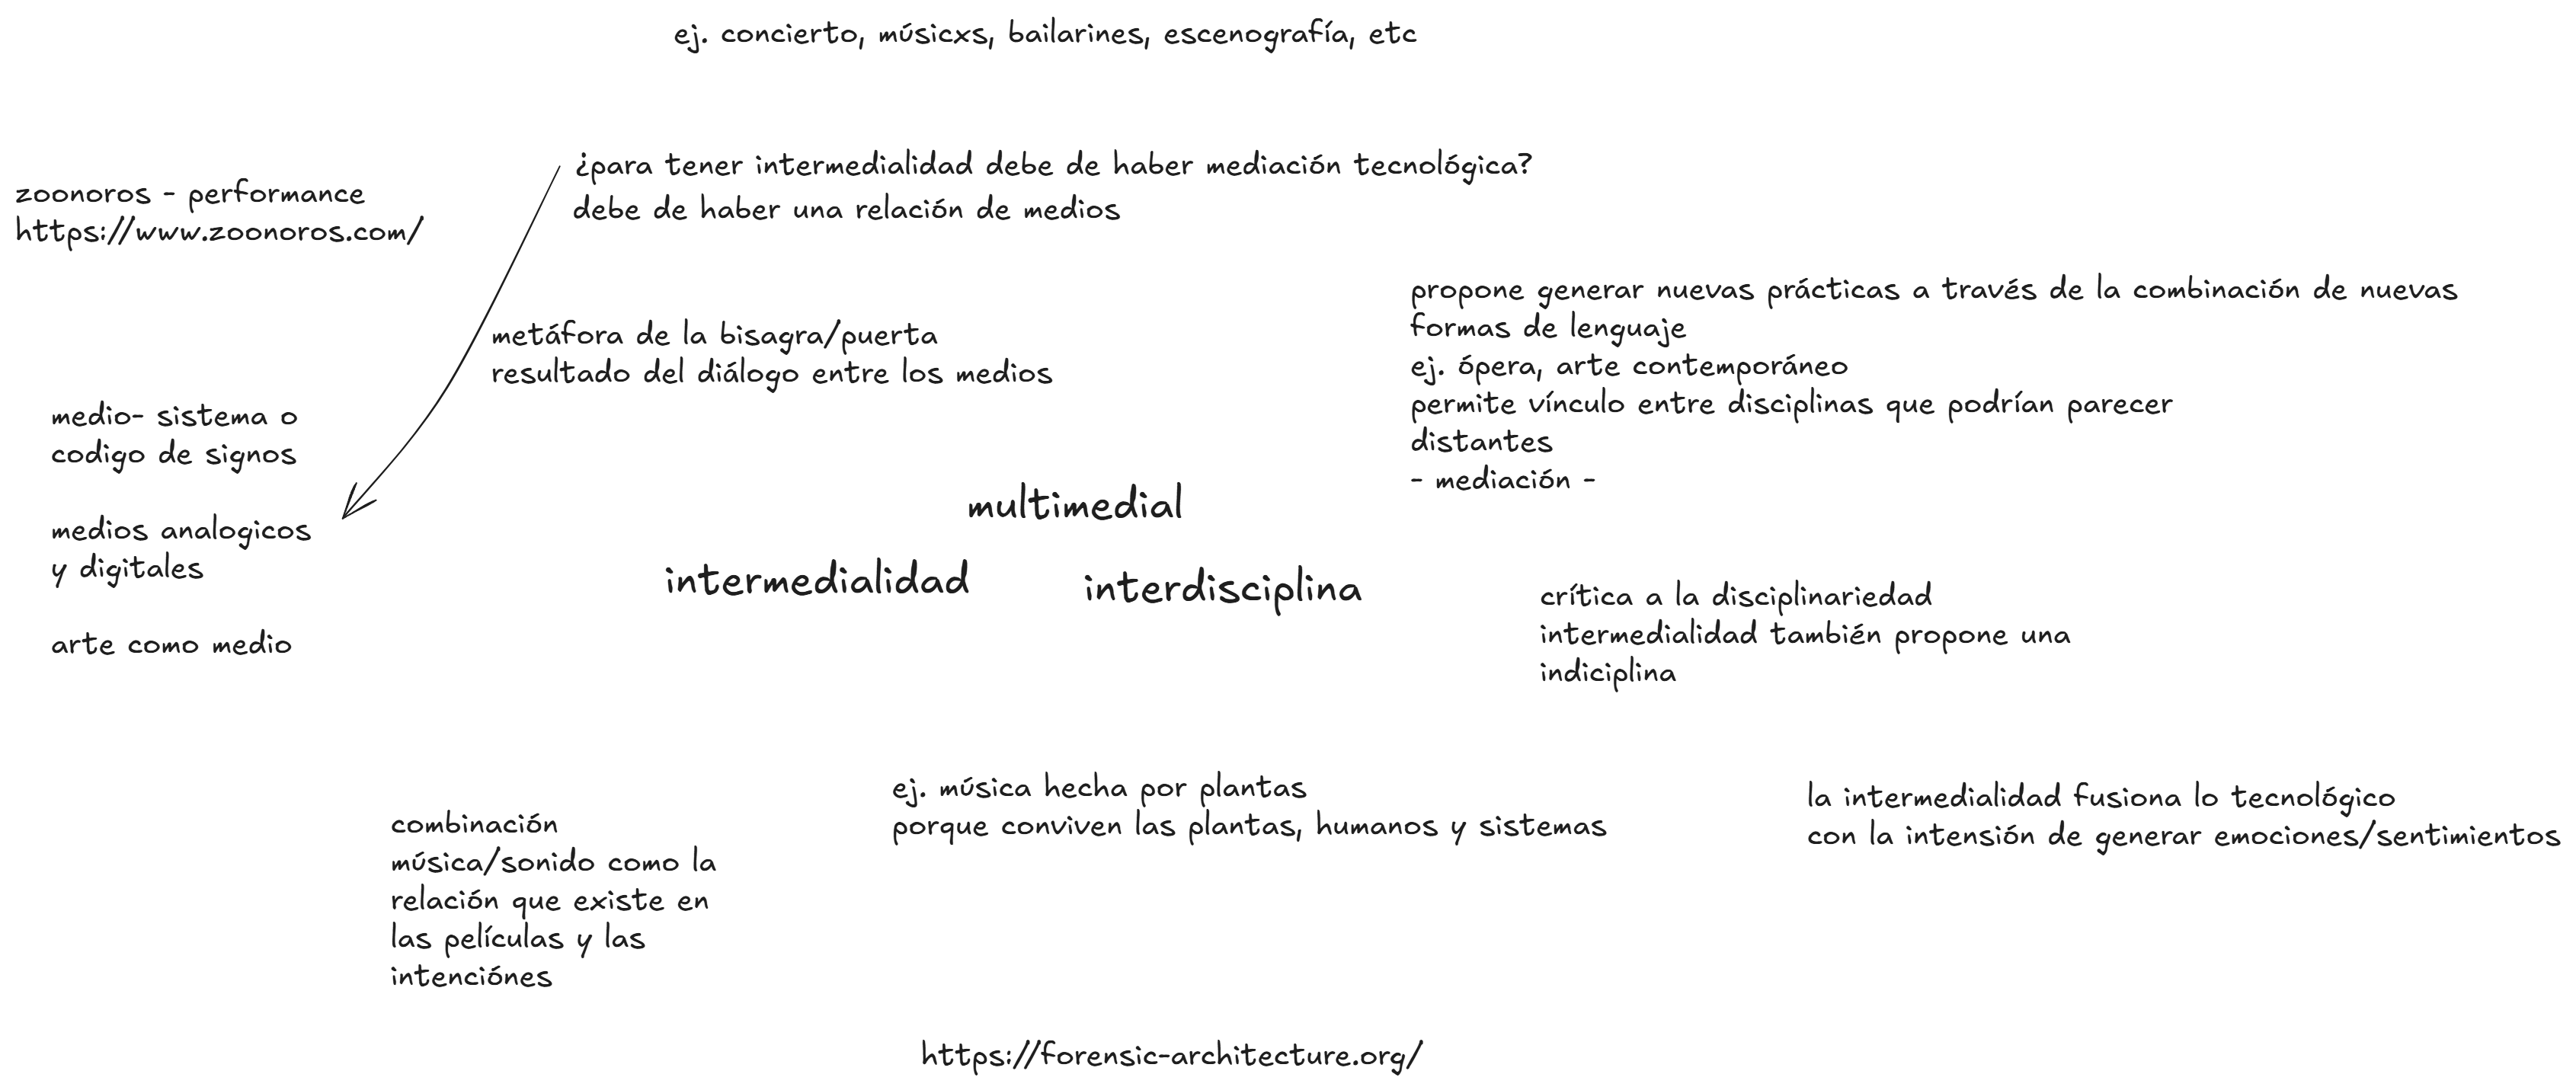 ej. concierto, músicxs, bailarines, escenografía, etc
¿para tener intermedialidad debe de haber mediación tecnológica?
debe de haber una relación de medios
zoonoros - performance
https://www.zoonoros.com/
propone generar nuevas prácticas a través de la combinación de nuevas
formas de lenguaje
ej. ópera, arte contemporáneo
permite vínculo entre disciplinas que podrían parecer
distantes
- mediación -
metáfora de la bisagra/puerta
resultado del diálogo entre los medios
medio- sistema o
codigo de signos
medios analogicos
y digitales
arte como medio
multimedial
intermedialidad
interdisciplina
crítica a la disciplinariedad
intermedialidad también propone una
indiciplina
combinación
música/sonido como la
relación que existe en
las películas y las
intenciónes
ej. música hecha por plantas
porque conviven las plantas, humanos y sistemas
la intermedialidad fusiona lo tecnológico
con la intensión de generar emociones/sentimientos
https://forensic-architecture.org/